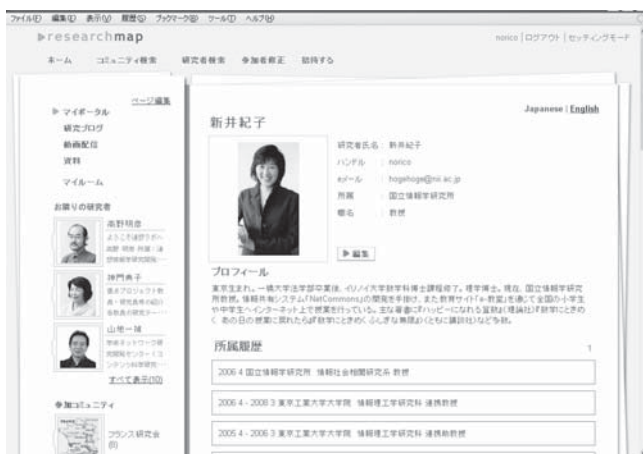 ファイル(F) 編集(E) 表示(V) 履歴(S) ブックマーク(B) ツール(T) ヘルプ(H)
researchmap
norico | ログアウト | セッティングモード
ホーム コミュニティ検索 研究者検索 参加者修正 招待する
ページ編集
マイポータル
研究ブログ
動画配信
資料
マイルーム
お隣りの研究者
高野明彦
ようこそ連想ラボへ
神門典子
山地一禎
すべて表示(10)
参加コミュニティ
フランス研究会
(0)
Japanese | English
新井紀子
研究者氏名 : 新井紀子
ハンドル : norico
eメール : hogehoge@nii.ac.jp
所属 : 国立情報学研究所
職名 : 教授
編集
プロフィール
東京生まれ。一橋大学法学部卒業後、イリノイ大学数学科博士課程修了。理学博士。現在、国立情報学研究
所教授。情報共有システム「NetCommons」の開発を手掛け、また教育サイト「e-教室」を通じて全国の小学生
や中学生へインターネット上で授業を行っている。主な著書に『ハッピーになれる算数』(理論社)『数学にときめ
く あの日の授業に戻れたら』『数学にときめく ふしぎな無限』(ともに講談社)などを執。
所属履歴
1
2006 4 国立情報学研究所 情報社会相関研究系 教授
2006 4 - 2008 3 東京工業大学大学院 情報理工学研究科 連携教授
2005 4 - 2006 3 東京工業大学大学院 情報理工学研究科 連携助教授